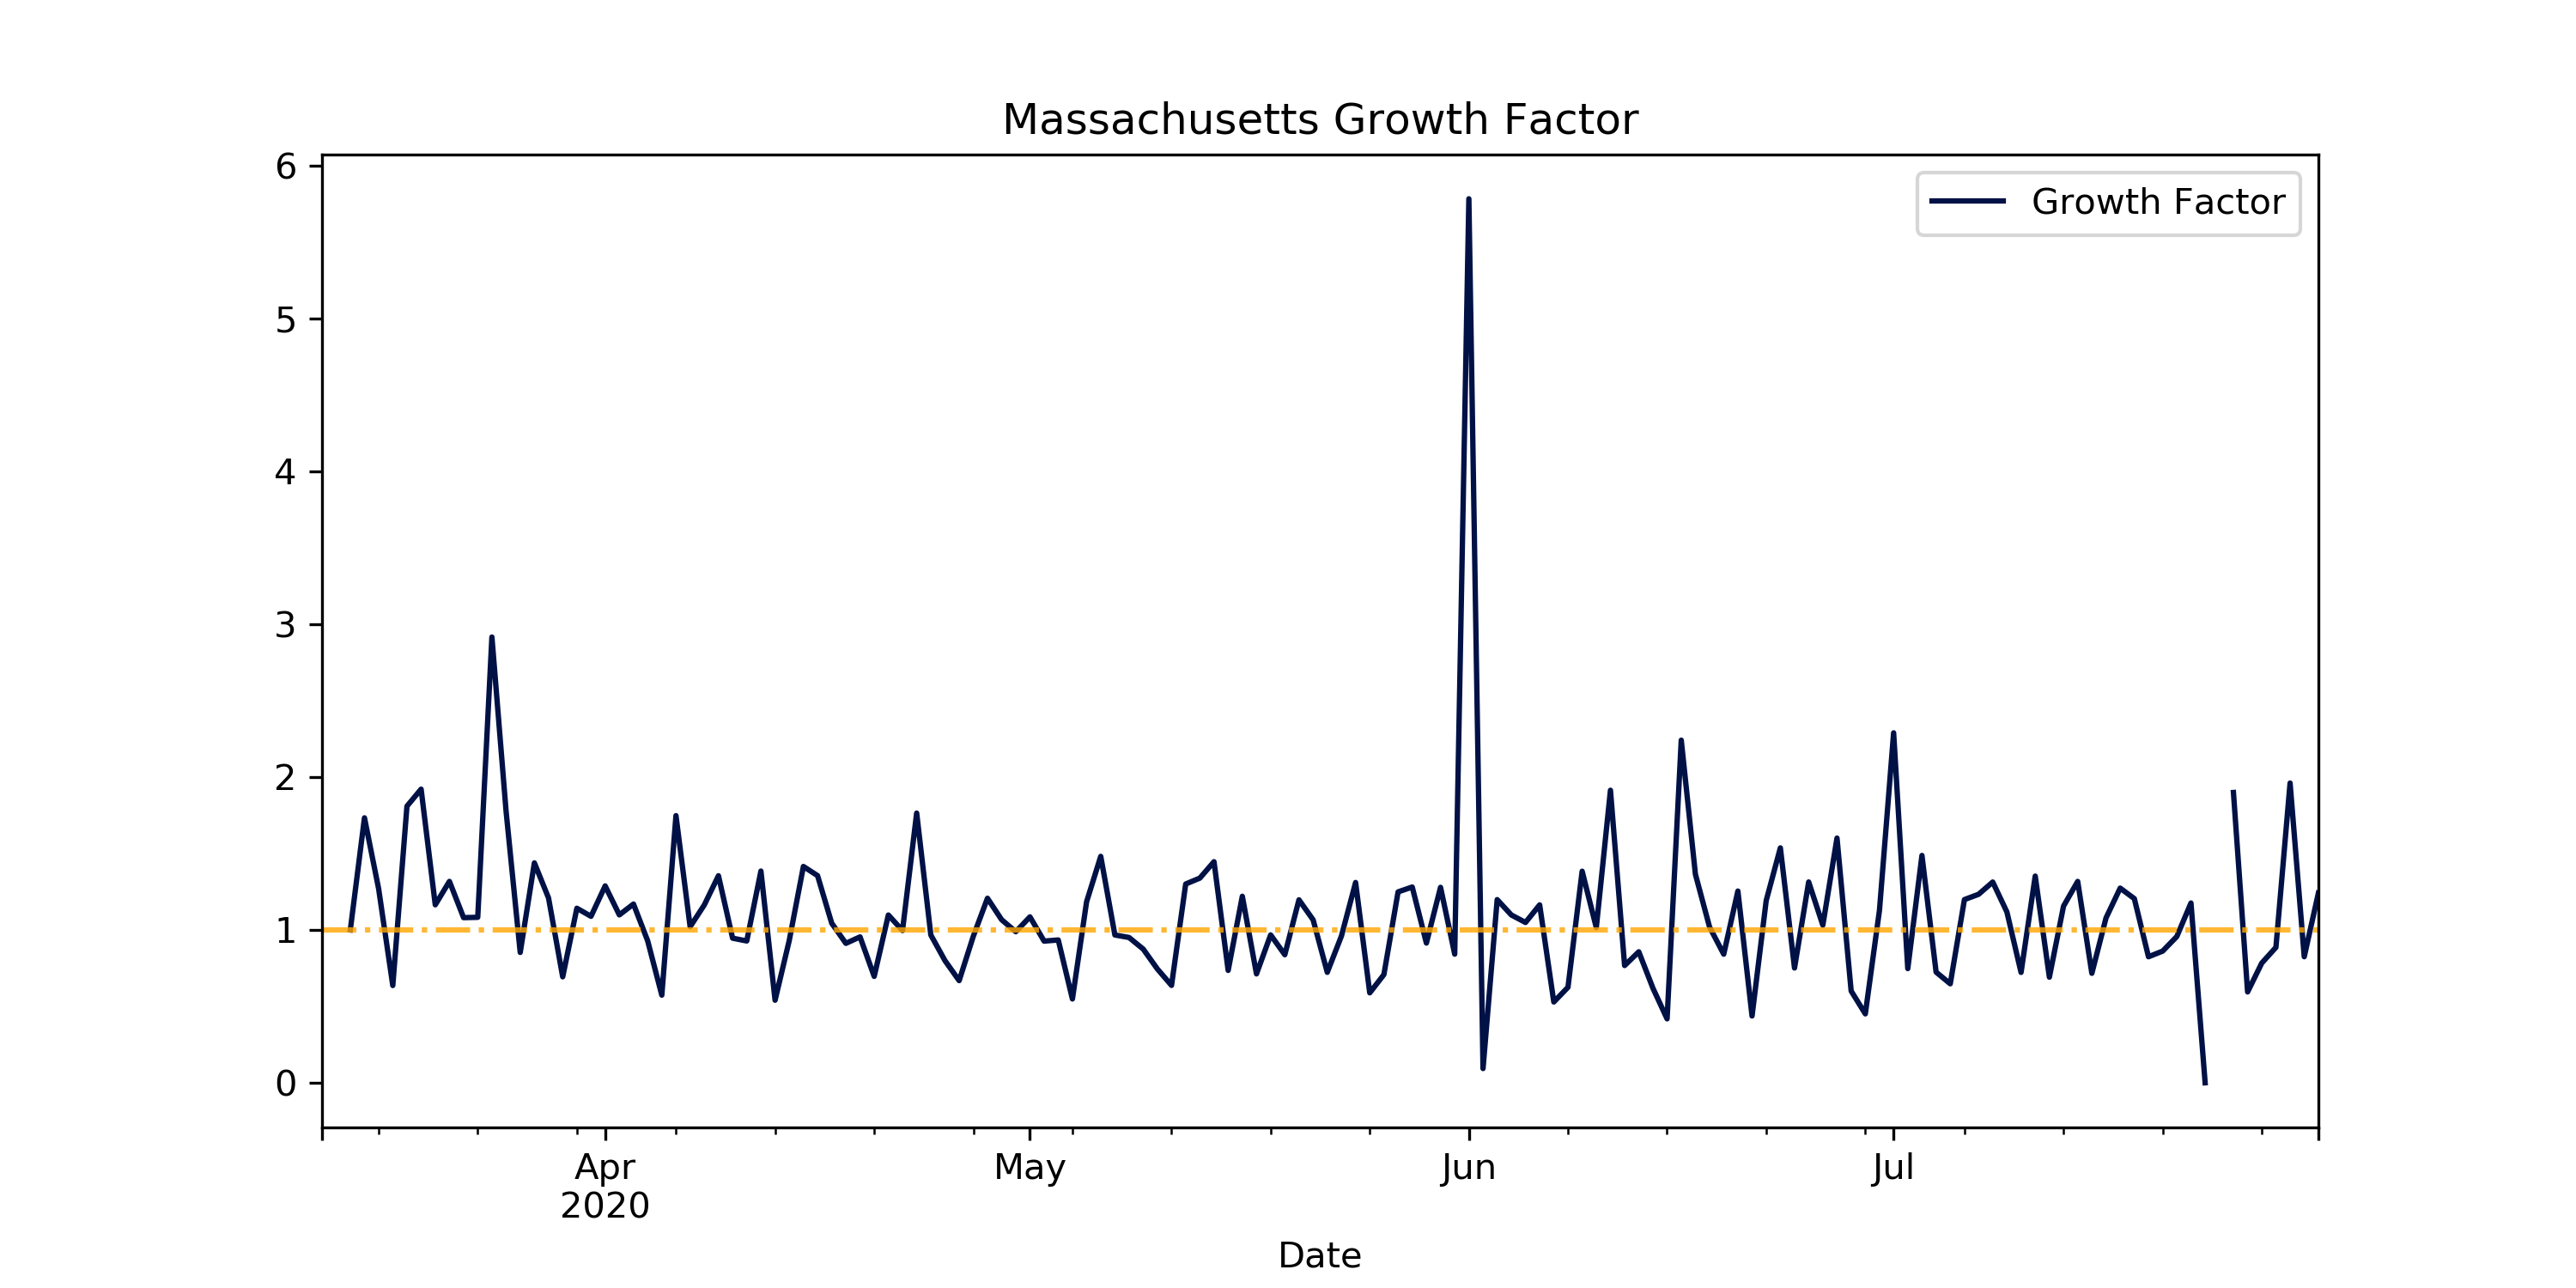 Massachusetts Growth Factor
Growth Factor
6
5
4
3
2
1
0
Apr
2020
May
Jun
Jul
Date